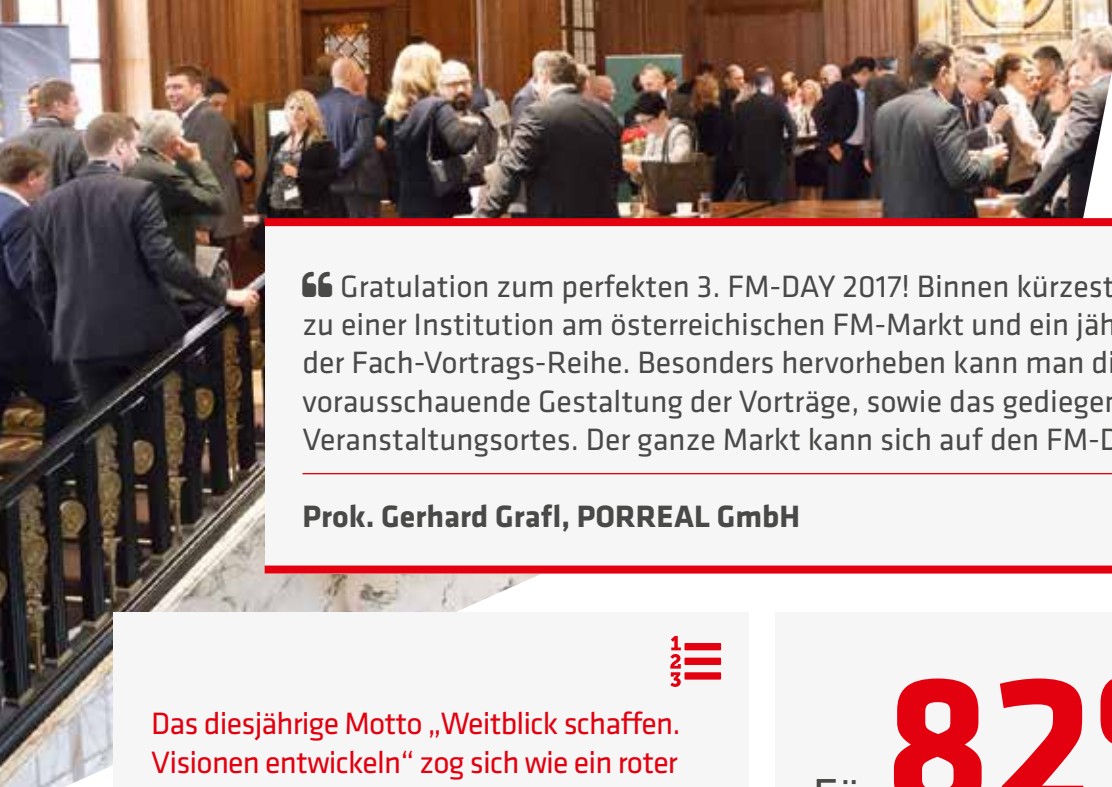 Gratulation zum perfekten 3. FM-DAY 2017! Binnen kürzest
zu einer Institution am österreichischen FM-Markt und ein jäh
der Fach-Vortrags-Reihe. Besonders hervorheben kann man di
vorausschauende Gestaltung der Vorträge, sowie das gediegen
Veranstaltungsortes. Der ganze Markt kann sich auf den FM-D
Prok. Gerhard Grafl, PORREAL GmbH
1
2
3
Das diesjährige Motto „Weitblick schaffen.
Visionen entwickeln“ zog sich wie ein roter
82